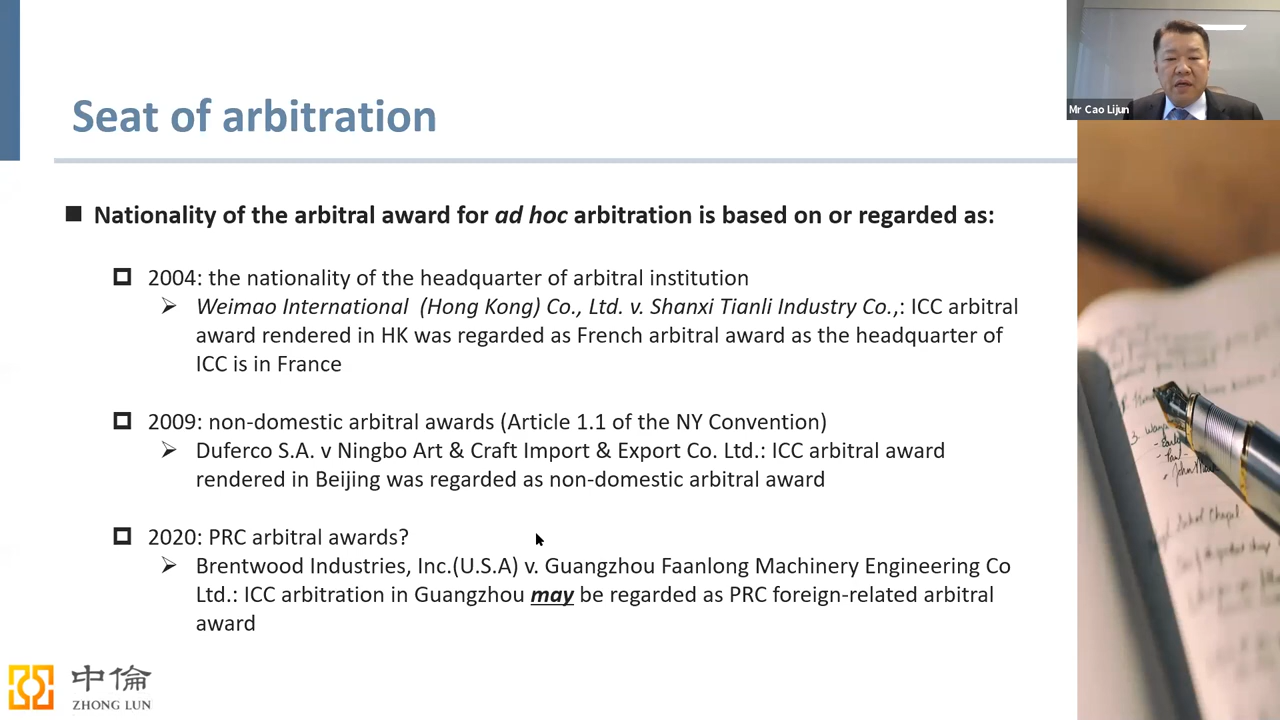 Mr Cao Lijun
Seat of arbitration
■ Nationality of the arbitral award for ad hoc arbitration is based on or regarded as:
2004: the nationality of the headquarter of arbitral institution
➢ Weimao International (Hong Kong) Co., Ltd. v. Shanxi Tianli Industry Co.,: ICC arbitral
award rendered in HK was regarded as French arbitral award as the headquarter of
ICC is in France
2009: non-domestic arbitral awards (Article 1.1 of the NY Convention)
➢ Duferco S.A. v Ningbo Art & Craft Import & Export Co. Ltd.: ICC arbitral award
rendered in Beijing was regarded as non-domestic arbitral award
2020: PRC arbitral awards?
➢ Brentwood Industries, Inc.(U.S.A) v. Guangzhou Faanlong Machinery Engineering Co
Ltd.: ICC arbitration in Guangzhou may be regarded as PRC foreign-related arbitral
award
中倫
ZHONG LUN